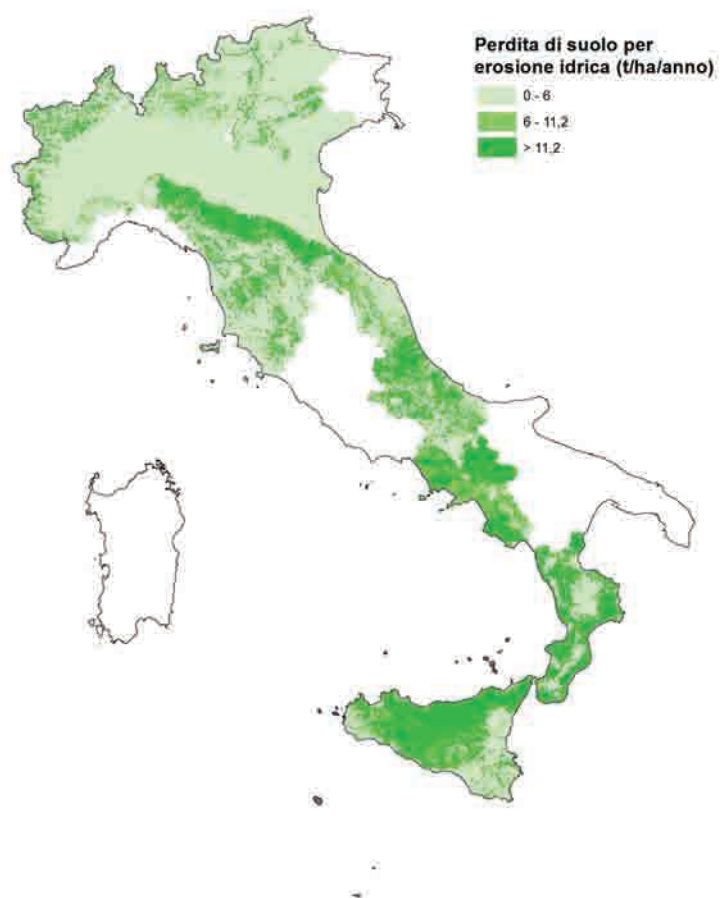 Perdita di suolo per
erosione idrica (t/ha/anno)
0 - 6
6 - 11,2
> 11,2